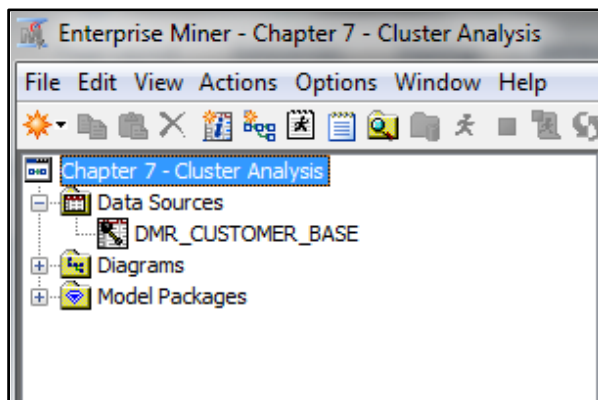 Enterprise Miner - Chapter 7 - Cluster Analysis
File Edit View Actions Options Window Help
Chapter 7 - Cluster Analysis
Data Sources
DMR_CUSTOMER_BASE
Diagrams
Model Packages